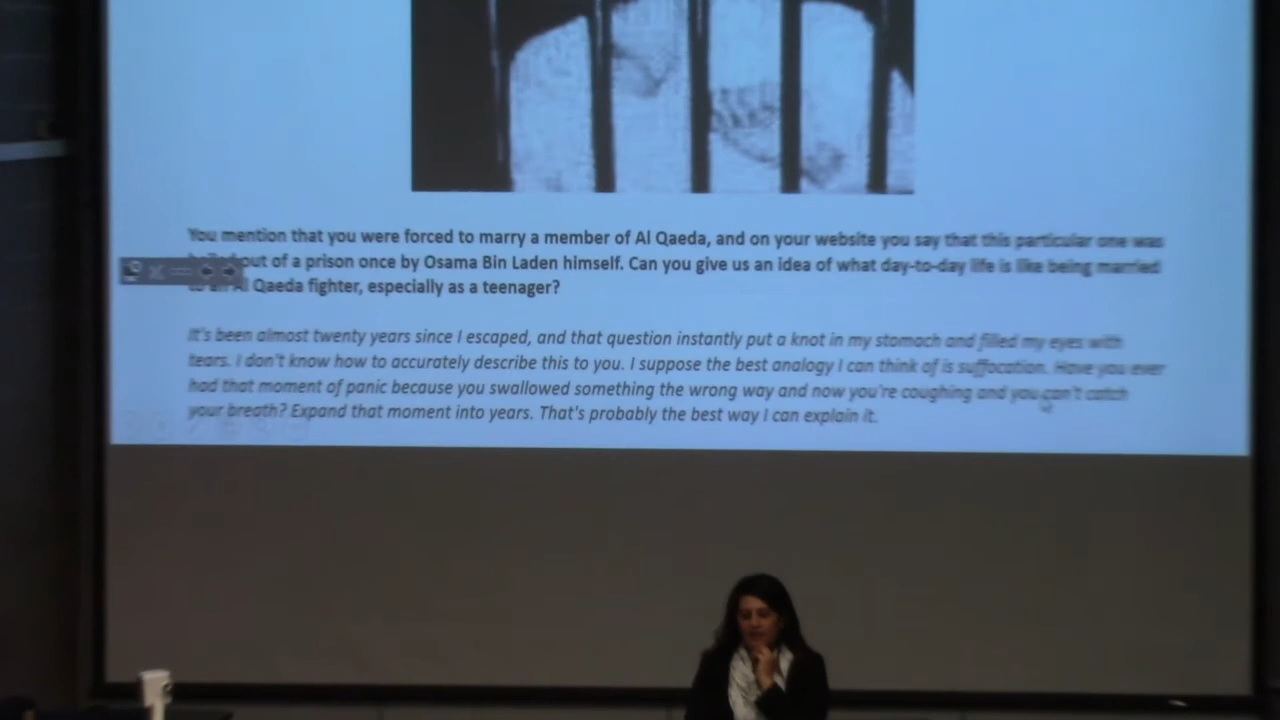 You mention that you were forced to marry a member of Al Qaeda, and on your website you say that this particular one was
out of a prison once by Osama Bin Laden himself. Can you give us an idea of what day-to-day life is like being married
Qaeda fighter, especially as a teenager?
It's been almost twenty years since I escaped, and that question instantly put a knot in my stomach and filled my eyes with
tears. I don't know how to accurately describe this to you. I suppose the best analogy I can think of is suffocation. Have you ever
had that moment of panic because you swallowed something the wrong way and now you're coughing and you can't catch
your breath? Expand that moment into years. That's probably the best way I can explain it.